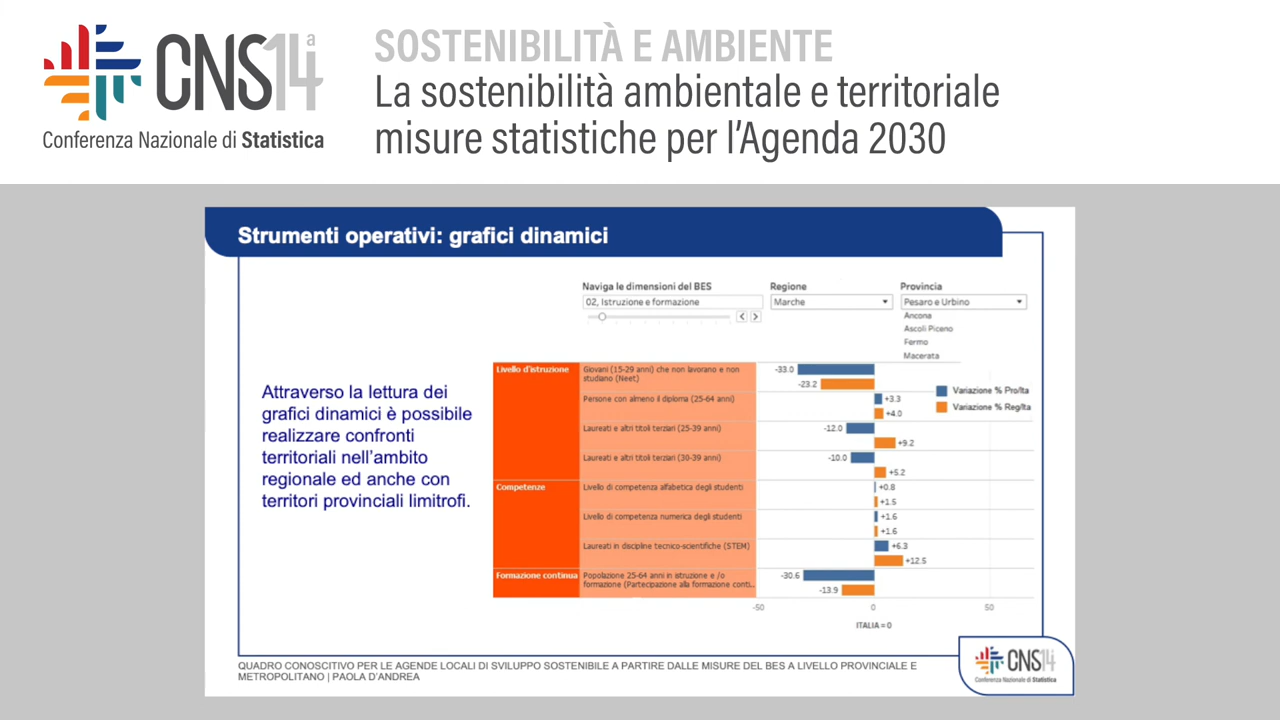 CNS14a
Conferenza Nazionale di Statistica
SOSTENIBILITÀ E AMBIENTE
La sostenibilità ambientale e territoriale
misure statistiche per l'Agenda 2030
Strumenti operativi: grafici dinamici
Naviga le dimensioni del BES
Regione
Provincia
02, Istruzione e formazione
Marche
Pesaro e Urbino
Ancona
Ascoli Piceno
Fermo
Macerata
Attraverso la lettura dei
grafici dinamici è possibile
realizzare confronti
territoriali nell'ambito
regionale ed anche con
territori provinciali limitrofi.
Livello d'istruzione
Giovani (15-29 anni) che non lavorano e non
studiano (Neet)
-33.0
-23.2
Persone con almeno il diploma (25-64 anni)
+3.3
+4.0
Laureati e altri titoli terziari (25-39 anni)
-12.0
+9.2
Laureati e altri titoli terziari (30-39 anni)
-10.0
+5.2
Variazione % Pro/Ita
Variazione % Reg/Ita
Competenze
Livello di competenza alfabetica degli studenti
+0.8
+1.5
Livello di competenza numerica degli studenti
+1.6
+1.6
Laureati in discipline tecnico-scientifiche (STEM)
+6.3
+12.5
Formazione continua
Popolazione 25-64 anni in istruzione e /o
formazione (Partecipazione alla formazione conti..
-30.6
-13.9
-50
0
50
ITALIA = 0
QUADRO CONOSCITIVO PER LE AGENDE LOCALI DI SVILUPPO SOSTENIBILE A PARTIRE DALLE MISURE DEL BES A LIVELLO PROVINCIALE E
METROPOLITANO | PAOLA D'ANDREA
CNS14
Conferenza Nazionale di Statistica